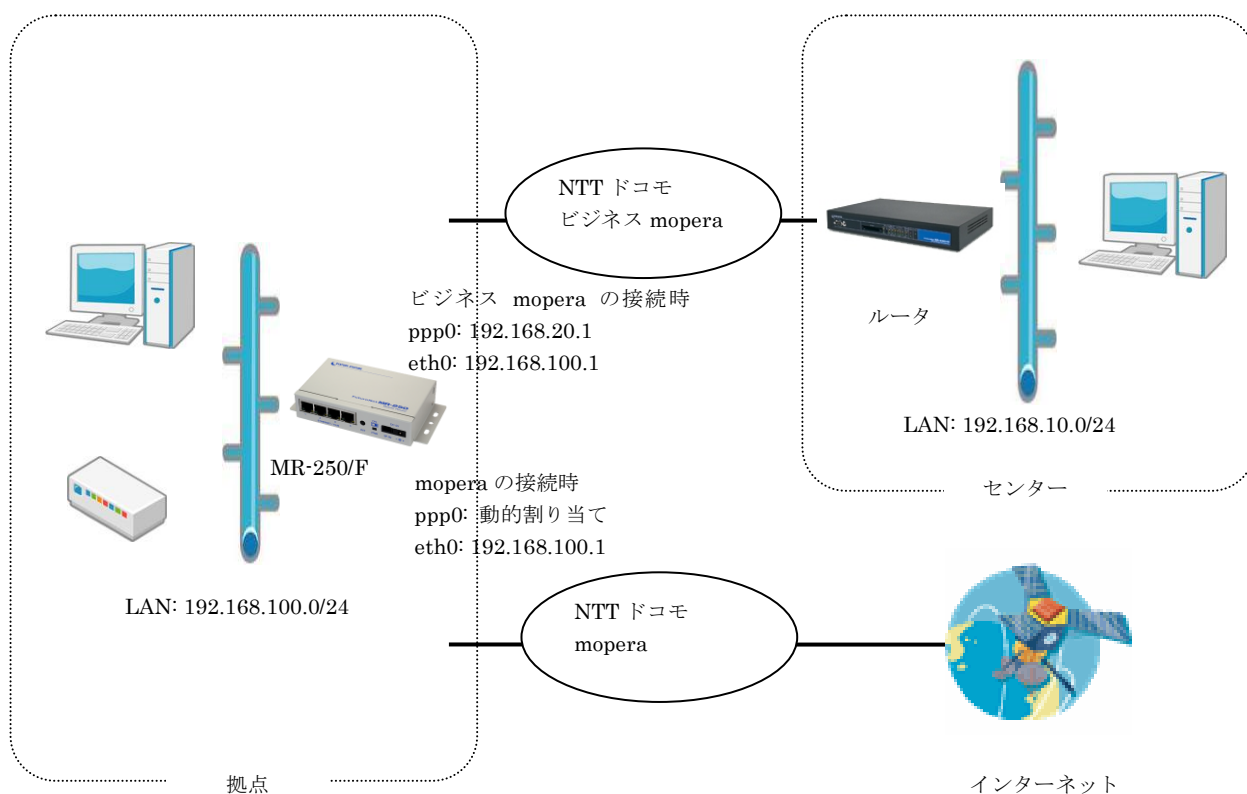 NTT ドコモ
ビジネス mopera
ビジネス mopera の接続時
ppp0: 192.168.20.1
eth0: 192.168.100.1
ルータ
LAN: 192.168.10.0/24
センター
MR-250/F
mopera の接続時
ppp0: 動的割り当て
eth0: 192.168.100.1
LAN: 192.168.100.0/24
NTT ドコモ
mopera
拠点
インターネット